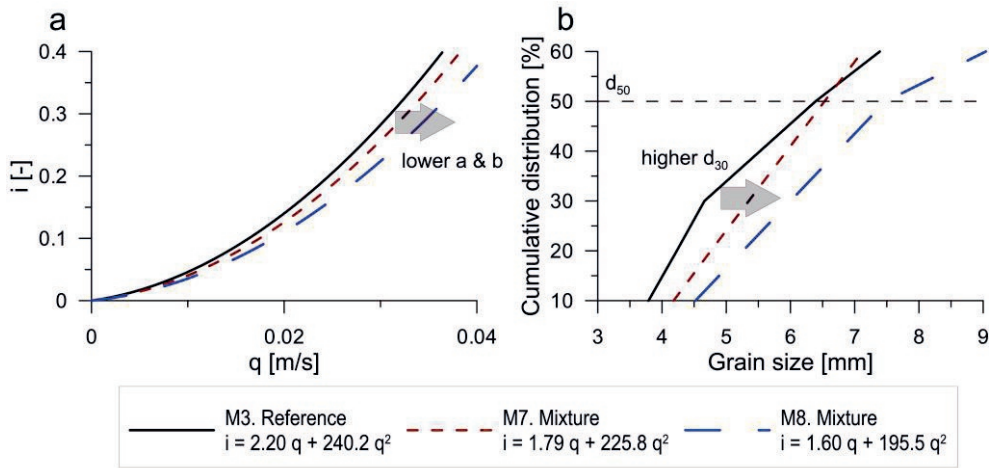 a
0.4
0.3
0.2
0.1
0
i [-]
lower a & b
0
0.02
0.04
q [m/s]
b
60
50
40
30
20
10
Cumulative distribution [%]
d50
higher d30
3
4
5
6
7
8
9
Grain size [mm]
M3. Reference
i = 2.20 q + 240.2 q²
M7. Mixture
i = 1.79 q + 225.8 q²
M8. Mixture
i = 1.60 q + 195.5 q²